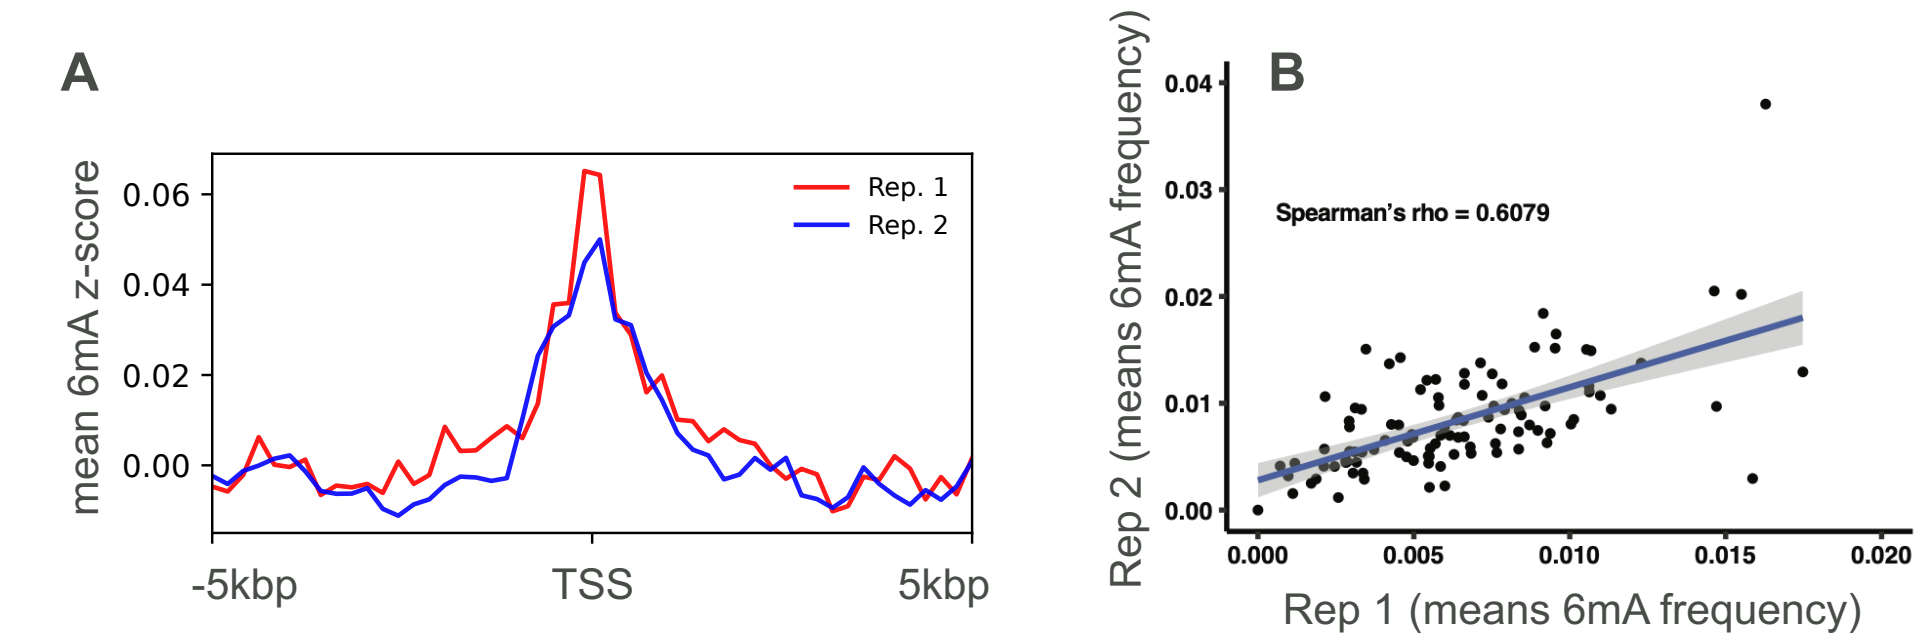 A
mean 6mA z-score
0.06
0.04
0.02
0.00
Rep. 1
Rep. 2
-5kbp
TSS
5kbp
B
Rep 2 (means 6mA frequency)
0.04
0.03
0.02
0.01
0.00
Spearman’s rho = 0.6079
0.000
0.005
0.010
0.015
0.020
Rep 1 (means 6mA frequency)